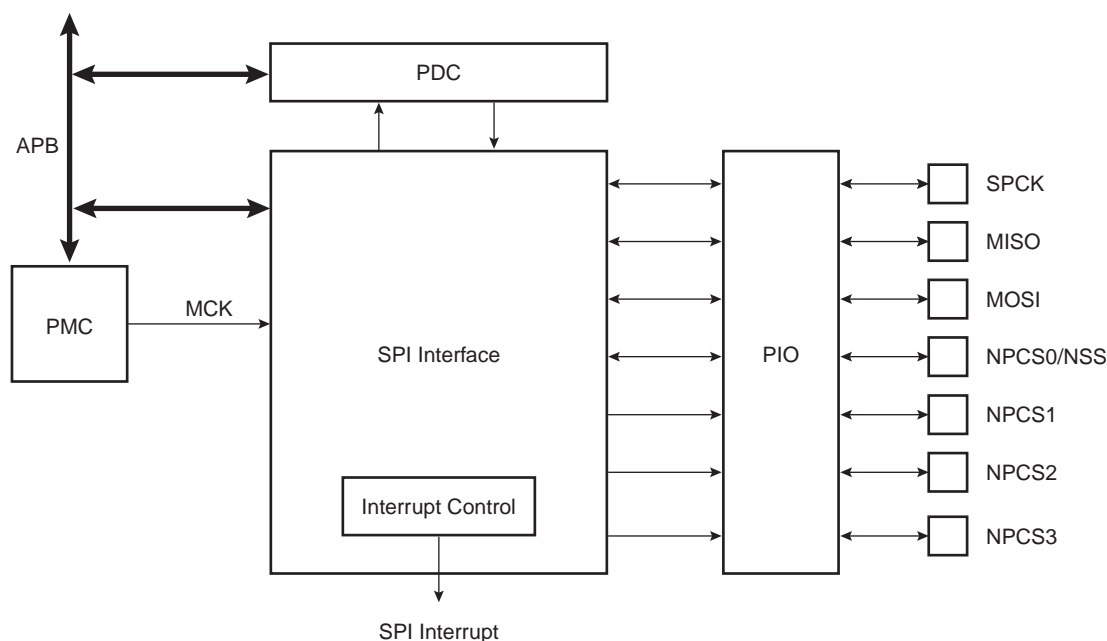 PDC
APB
SPCK
MISO
MOSI
MCK
PMC
SPI Interface
PIO
NPCS0/NSS
NPCS1
NPCS2
Interrupt Control
NPCS3
SPI Interrupt